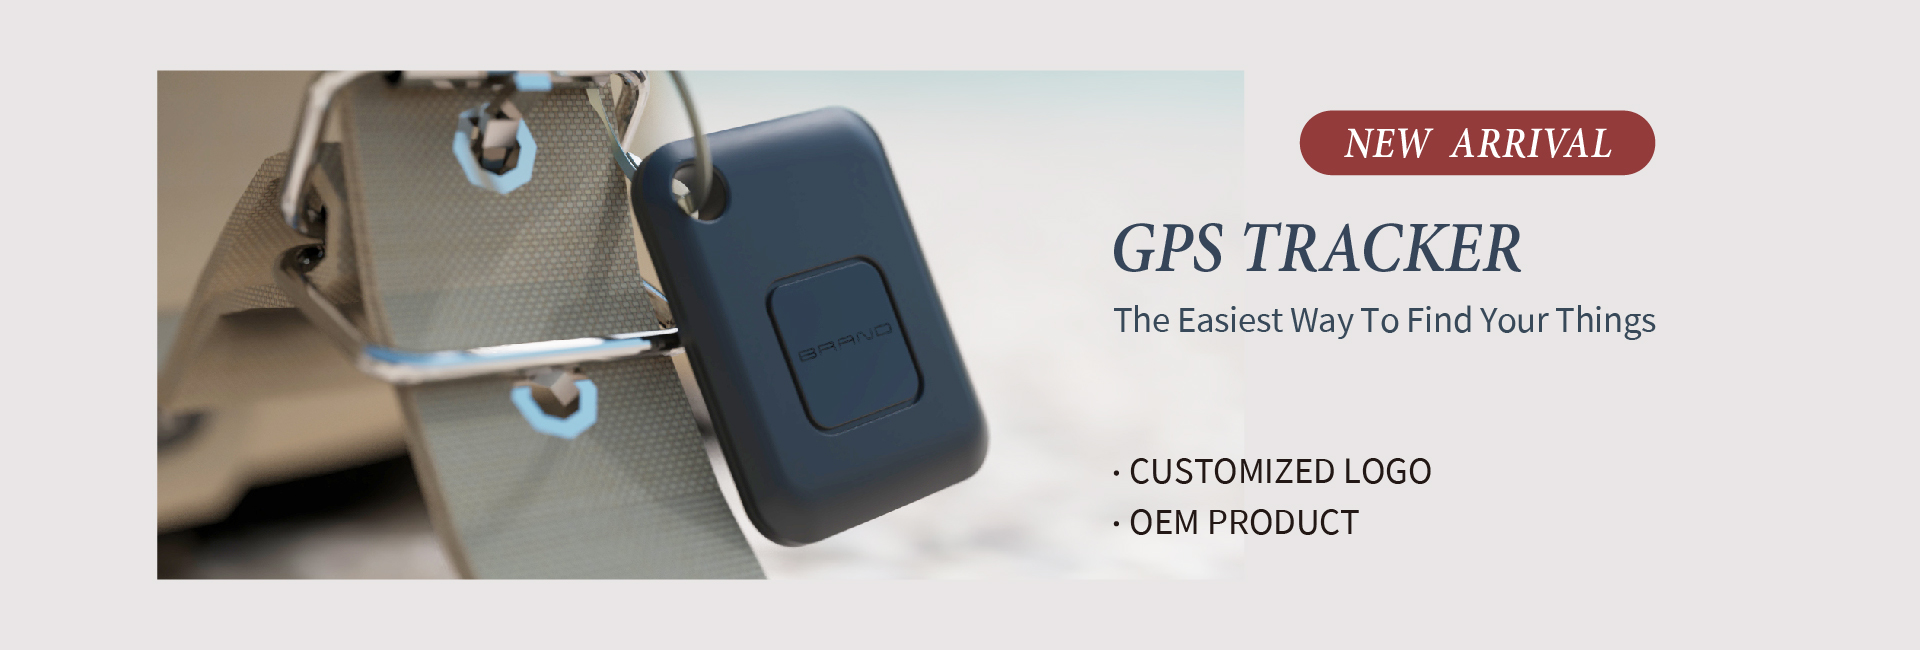 NEW ARRIVAL
GPS TRACKER
The Easiest Way To Find Your Things
BRAND
· CUSTOMIZED LOGO
· OEM PRODUCT